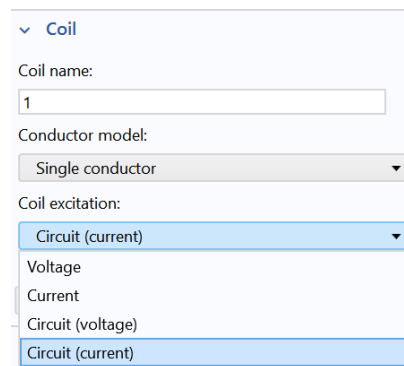 Coil
Coil name:
1
Conductor model:
Single conductor
Coil excitation:
Circuit (current)
Voltage
Current
Circuit (voltage)
Circuit (current)